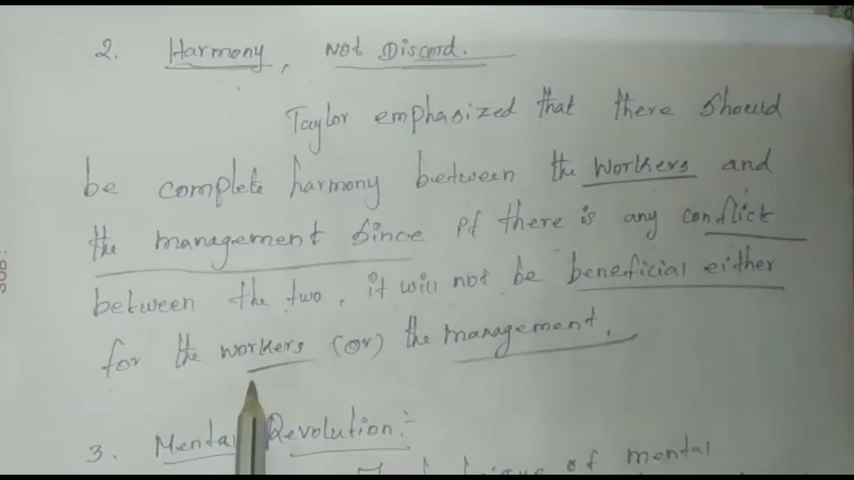 2. Harmony, Not Discord.
Taylor emphasized that there should
be complete harmony between the workers and
the management since if there is any conflict
between the two, it will not be beneficial either
for the workers (or) the management.
3. Mental Revolution:-
of mental